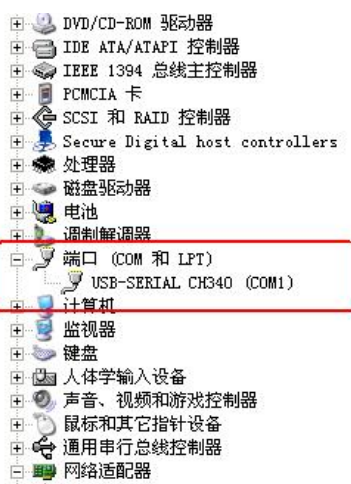 DVD/CD-ROM 驱动器
IDE ATA/ATAPI 控制器
IEEE 1394 总线主控制器
PCMCIA 卡
SCSI 和 RAID 控制器
Secure Digital host controllers
处理器
磁盘驱动器
电池
调制解调器
端口 (COM 和 LPT)
USB-SERIAL CH340 (COM1)
计算机
监视器
键盘
人体学输入设备
声音、视频和游戏控制器
鼠标和其它指针设备
通用串行总线控制器
网络适配器